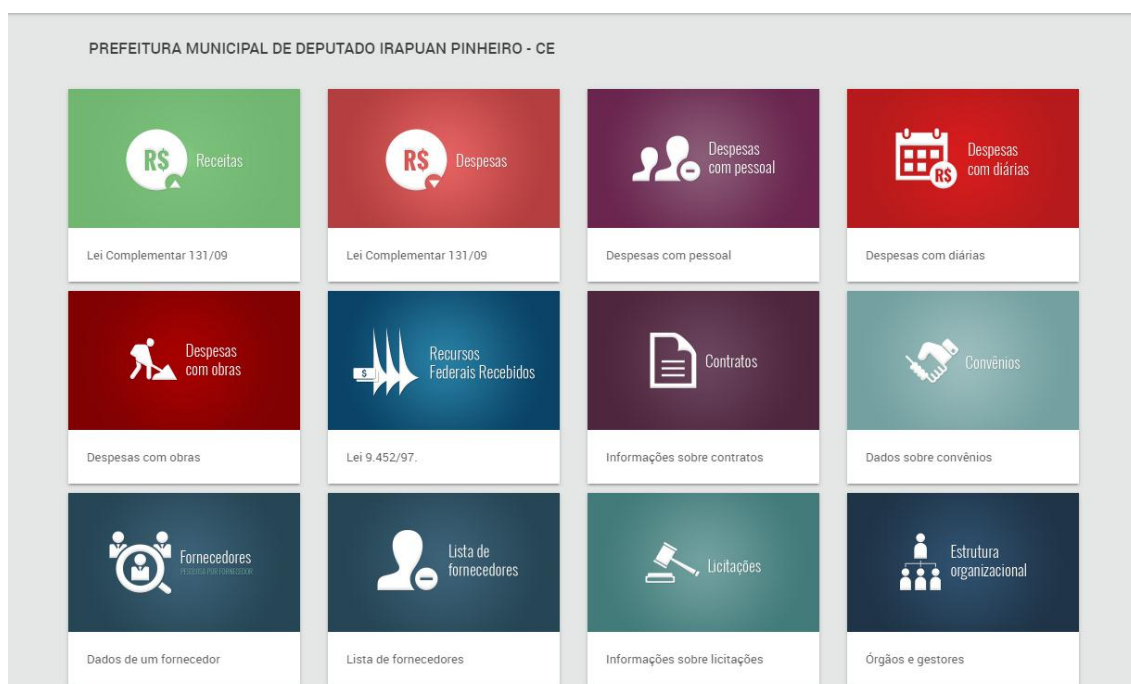 PREFEITURA MUNICIPAL DE DEPUTADO IRAPUAN PINHEIRO - CE
R$
Receitas
Lei Complementar 131/09
R$
Despesas
Lei Complementar 131/09
Despesas
com pessoal
Despesas com pessoal
R$
Despesas
com diárias
Despesas com diárias
Despesas
com obras
Despesas com obras
$
Recursos
Federais Recebidos
Lei 9.452/97.
Contratos
Informações sobre contratos
Convênios
Dados sobre convênios
Fornecedores
PESQUISA POR FORNECEDOR
Dados de um fornecedor
Lista de
fornecedores
Lista de fornecedores
Licitações
Informações sobre licitações
Estrutura
organizacional
Órgãos e gestores